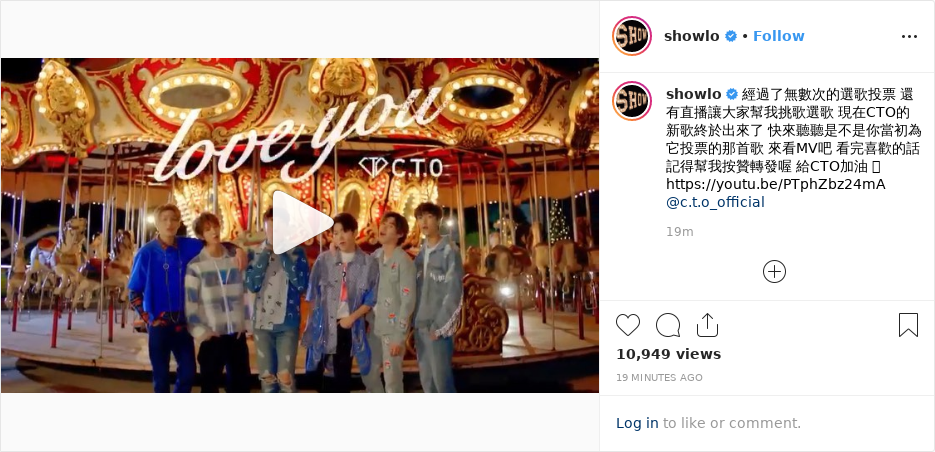 love you
C.T.O
SHOW
showlo • Follow
SHOW
showlo 經過了無數次的選歌投票 還
有直播讓大家幫我挑歌選歌 現在CTO的
新歌終於出來了 快來聽聽是不是你當初為
它投票的那首歌 來看MV吧 看完喜歡的話
記得幫我按贊轉發喔 給CTO加油
https://youtu.be/PTphZbz24mA
@c.t.o_official
19m
10,949 views
19 MINUTES AGO
Log in to like or comment.